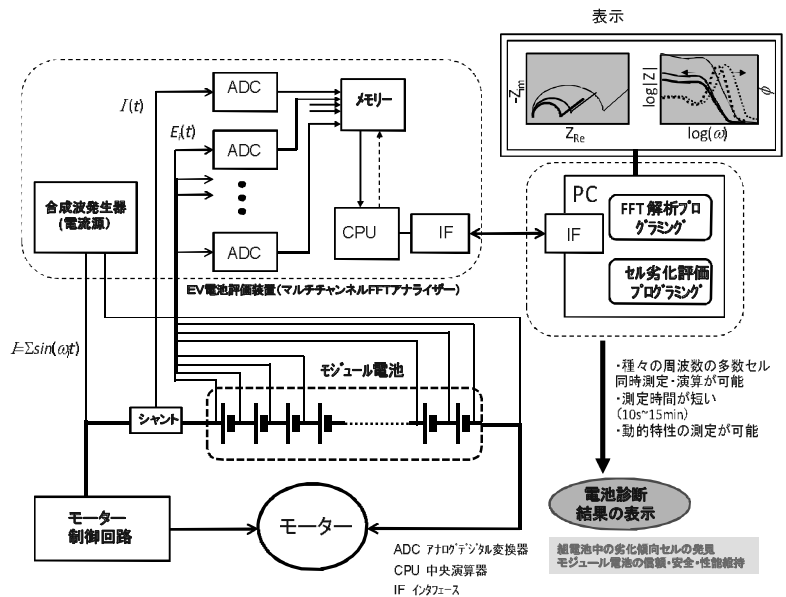 表示
-Zim
ZRe
log|Z|
φ
log(ω)
I(t)
ADC
メモリー
Ei(t)
ADC
ADC
合成波発生器
(電流源)
CPU
IF
EV電池評価装置(マルチチャンネルFFTアナライザー)
PC
IF
FFT 解析プロ
グラミング
セル劣化評価
プログラミング
I=Σsin(ωit)
モジュール電池
シャント
・種々の周波数の多数セル
同時測定・演算が可能
・測定時間が短い
(10s~15min)
・動的特性の測定が可能
モーター
制御回路
モーター
電池診断
結果の表示
ADC アナログデジタル変換器
CPU 中央演算器
IF インタフェース
組電池中の劣化傾向セルの発見
モジュール電池の信頼・安全・性能維持